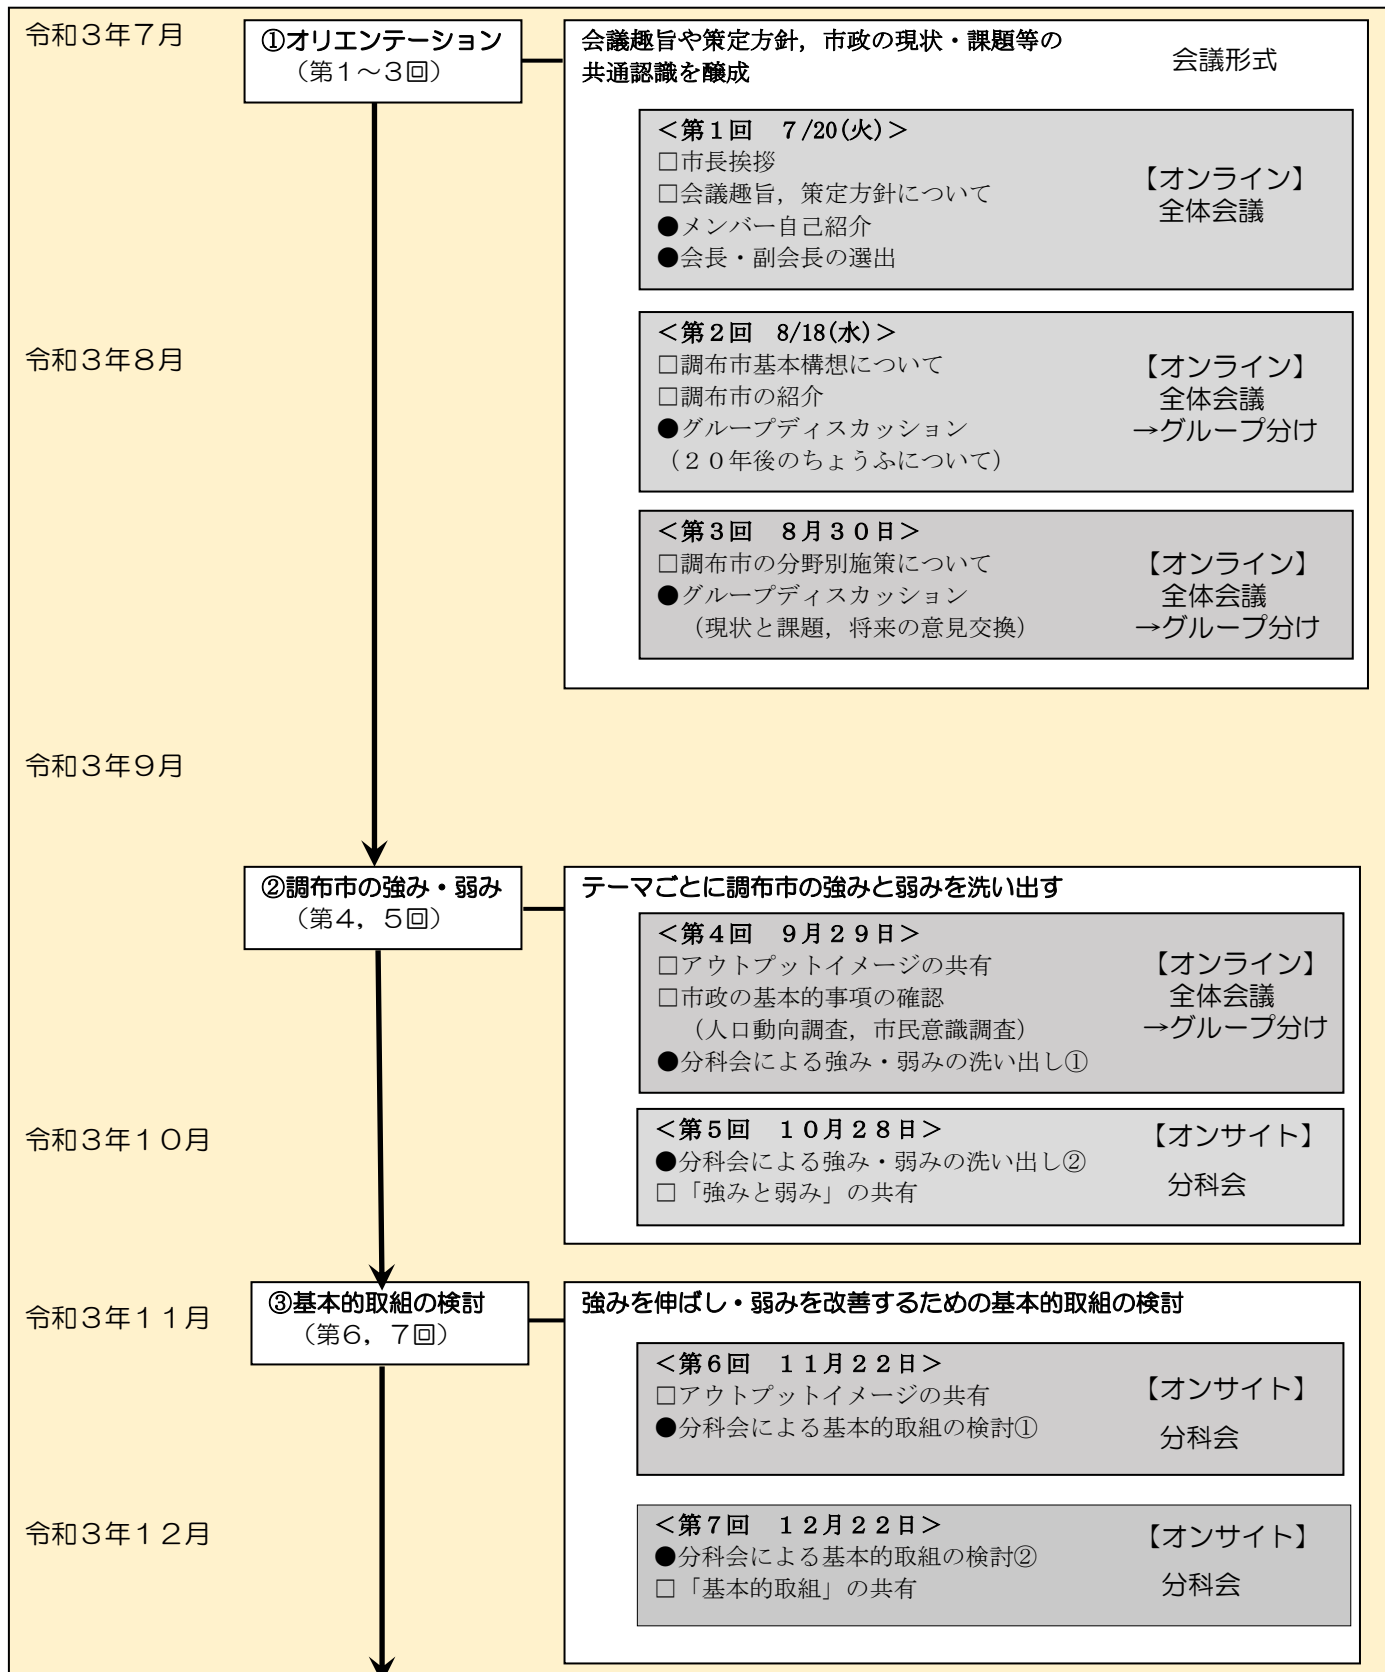 令和３年７月
①オリエンテーション
（第１～３回）
会議趣旨や策定方針，市政の現状・課題等の
共通認識を醸成
会議形式
＜第１回　７/20(火)＞
□市長挨拶
□会議趣旨，策定方針について
●メンバー自己紹介
●会長・副会長の選出
【オンライン】
全体会議
令和３年８月
＜第２回　8/18(水)＞
□調布市基本構想について
□調布市の紹介
●グループディスカッション
（２０年後のちょうふについて）
【オンライン】
全体会議
→グループ分け
＜第３回　８月３０日＞
□調布市の分野別施策について
●グループディスカッション
（現状と課題，将来の意見交換）
【オンライン】
全体会議
→グループ分け
令和３年９月
②調布市の強み・弱み
（第４，５回）
テーマごとに調布市の強みと弱みを洗い出す
＜第４回　９月２９日＞
□アウトプットイメージの共有
□市政の基本的事項の確認
（人口動向調査，市民意識調査）
●分科会による強み・弱みの洗い出し①
【オンライン】
全体会議
→グループ分け
令和３年１０月
＜第５回　１０月２８日＞
●分科会による強み・弱みの洗い出し②
□「強みと弱み」の共有
【オンサイト】
分科会
令和３年１１月
③基本的取組の検討
（第６，７回）
強みを伸ばし・弱みを改善するための基本的取組の検討
＜第６回　１１月２２日＞
□アウトプットイメージの共有
●分科会による基本的取組の検討①
【オンサイト】
分科会
令和３年１２月
＜第７回　１２月２２日＞
●分科会による基本的取組の検討②
□「基本的取組」の共有
【オンサイト】
分科会